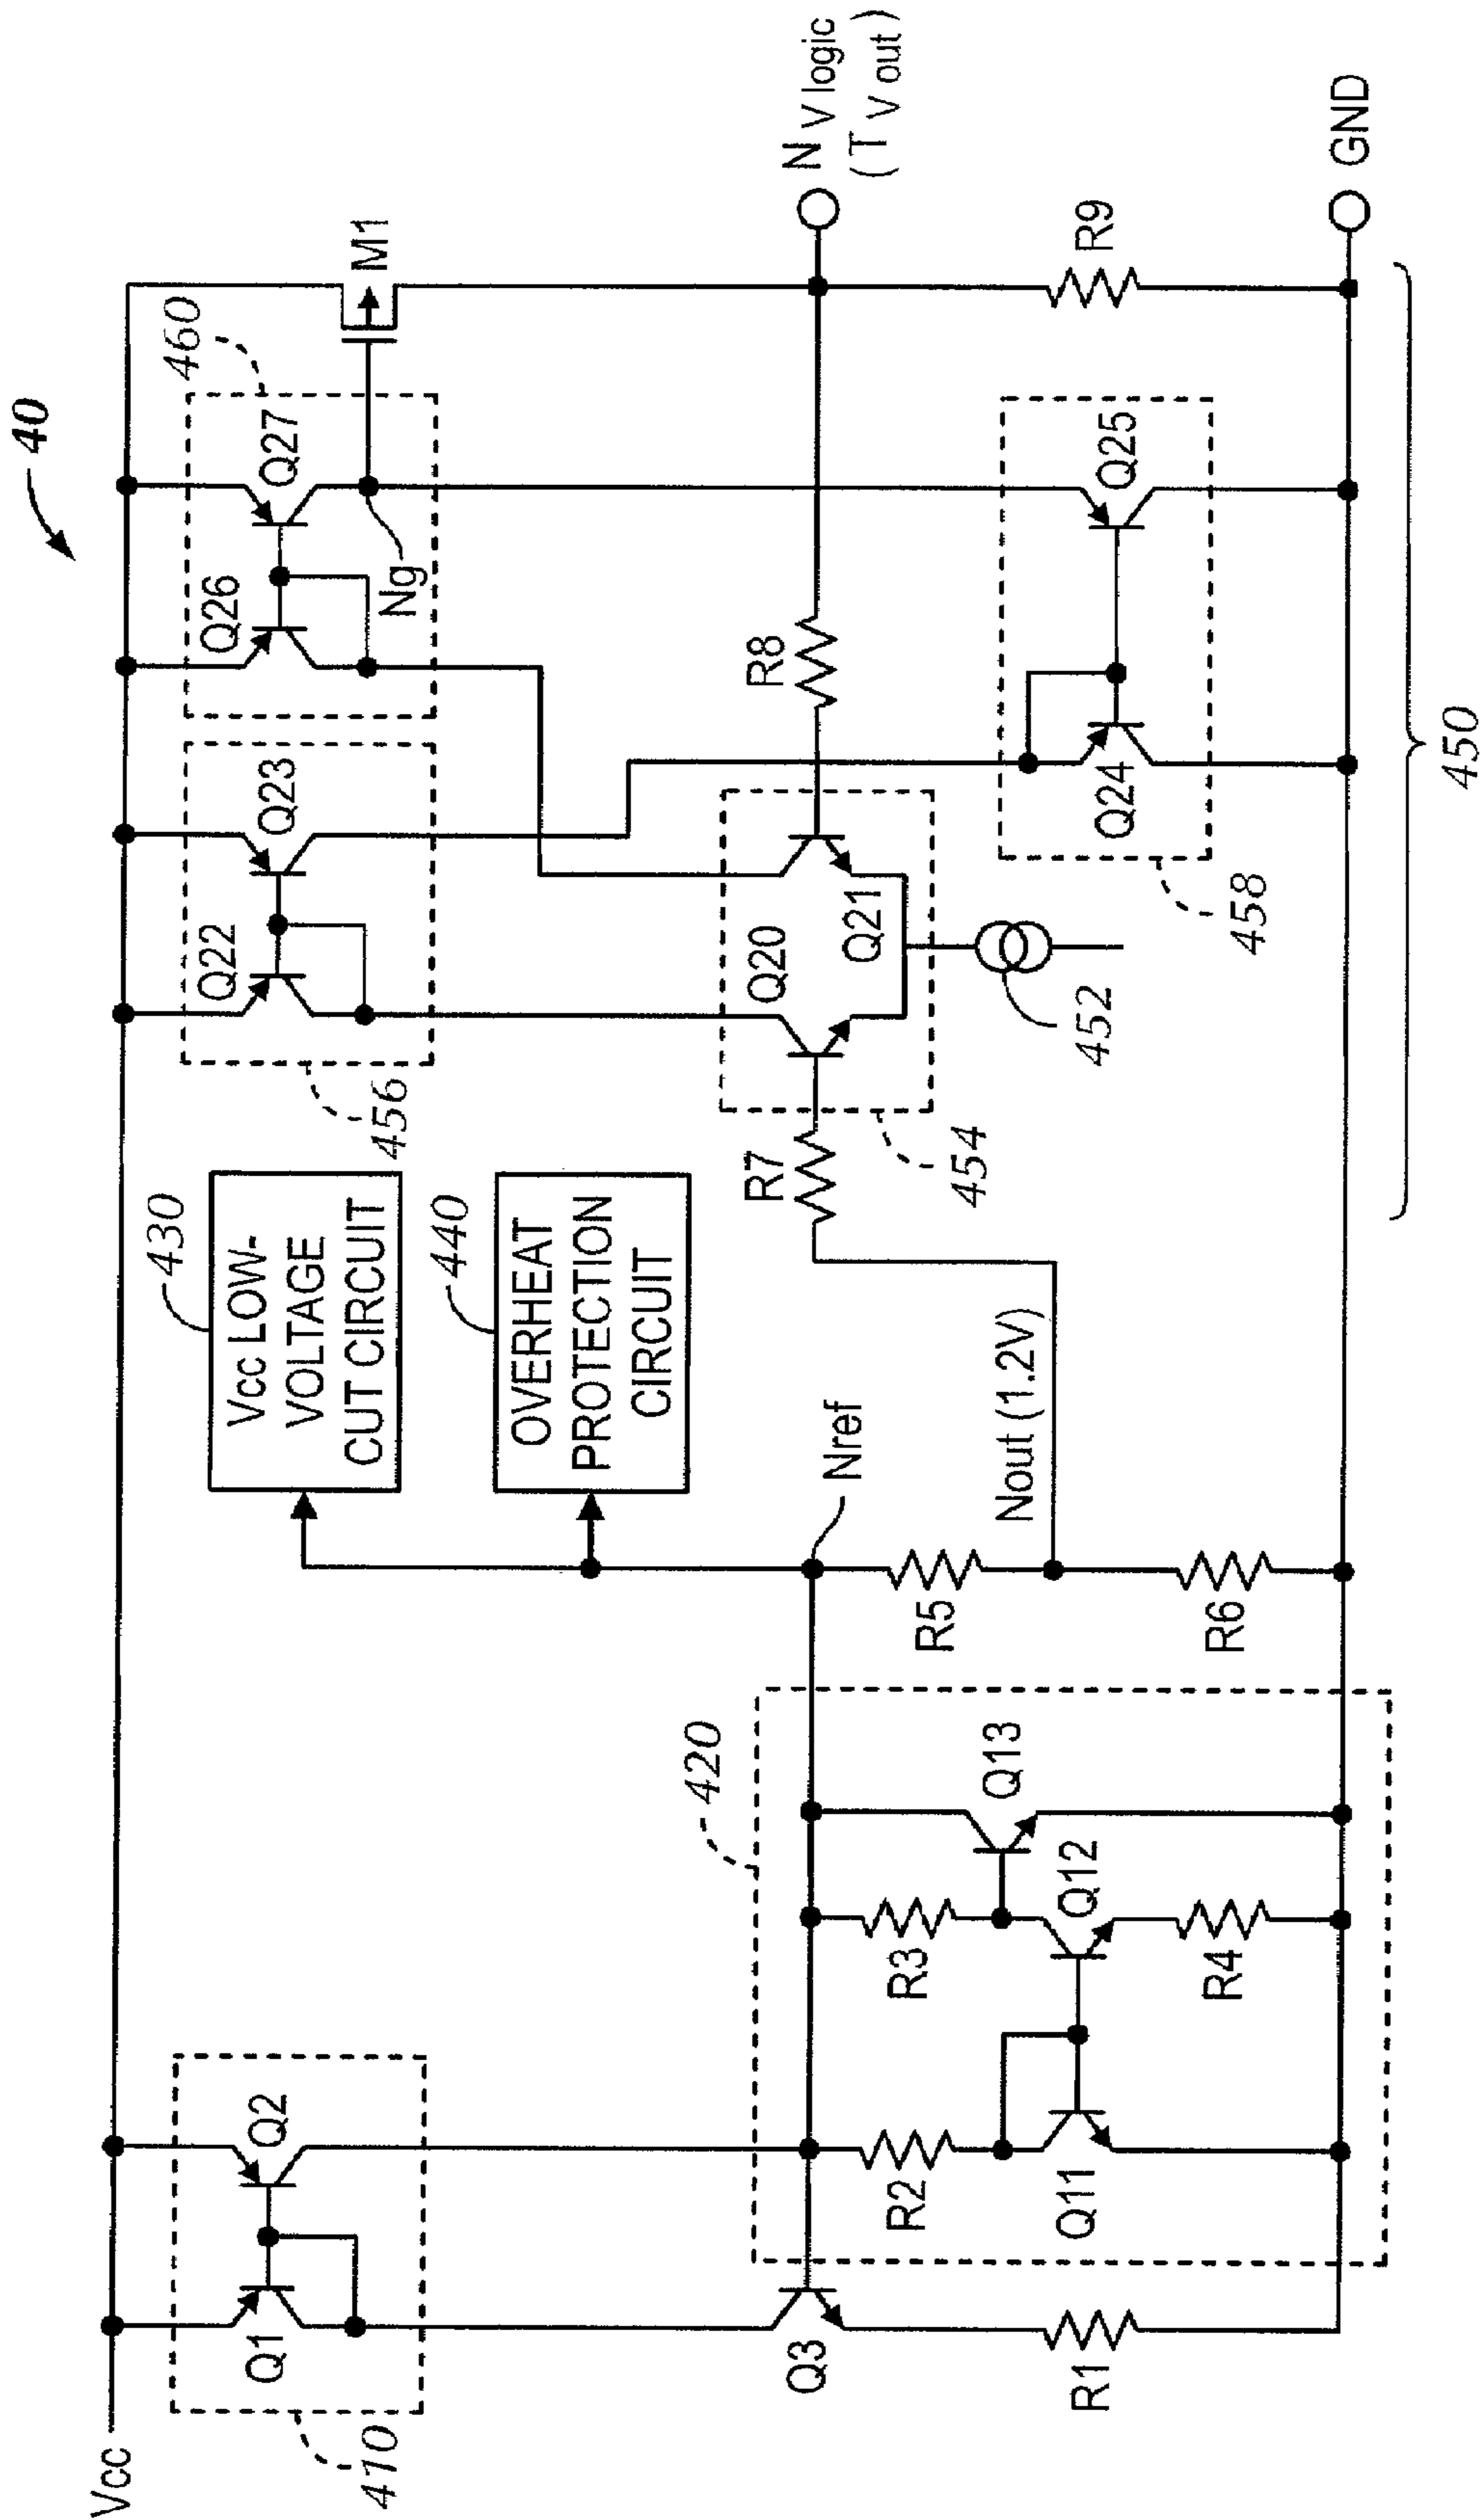 40
Vcc
410
Q1
Q2
Q3
R1
420
R2
Q11
R3
Q12
R4
Q13
Nref
R5
R6
Nout (1.2V)
430
Vcc LOW-
VOLTAGE
CUT CIRCUIT
440
OVERHEAT
PROTECTION
CIRCUIT
456
Q22
Q23
460
Q26
Q27
Ng
M1
R7
454
Q20
Q21
452
R8
458
Q24
Q25
R9
N V logic
( T V out )
GND
450